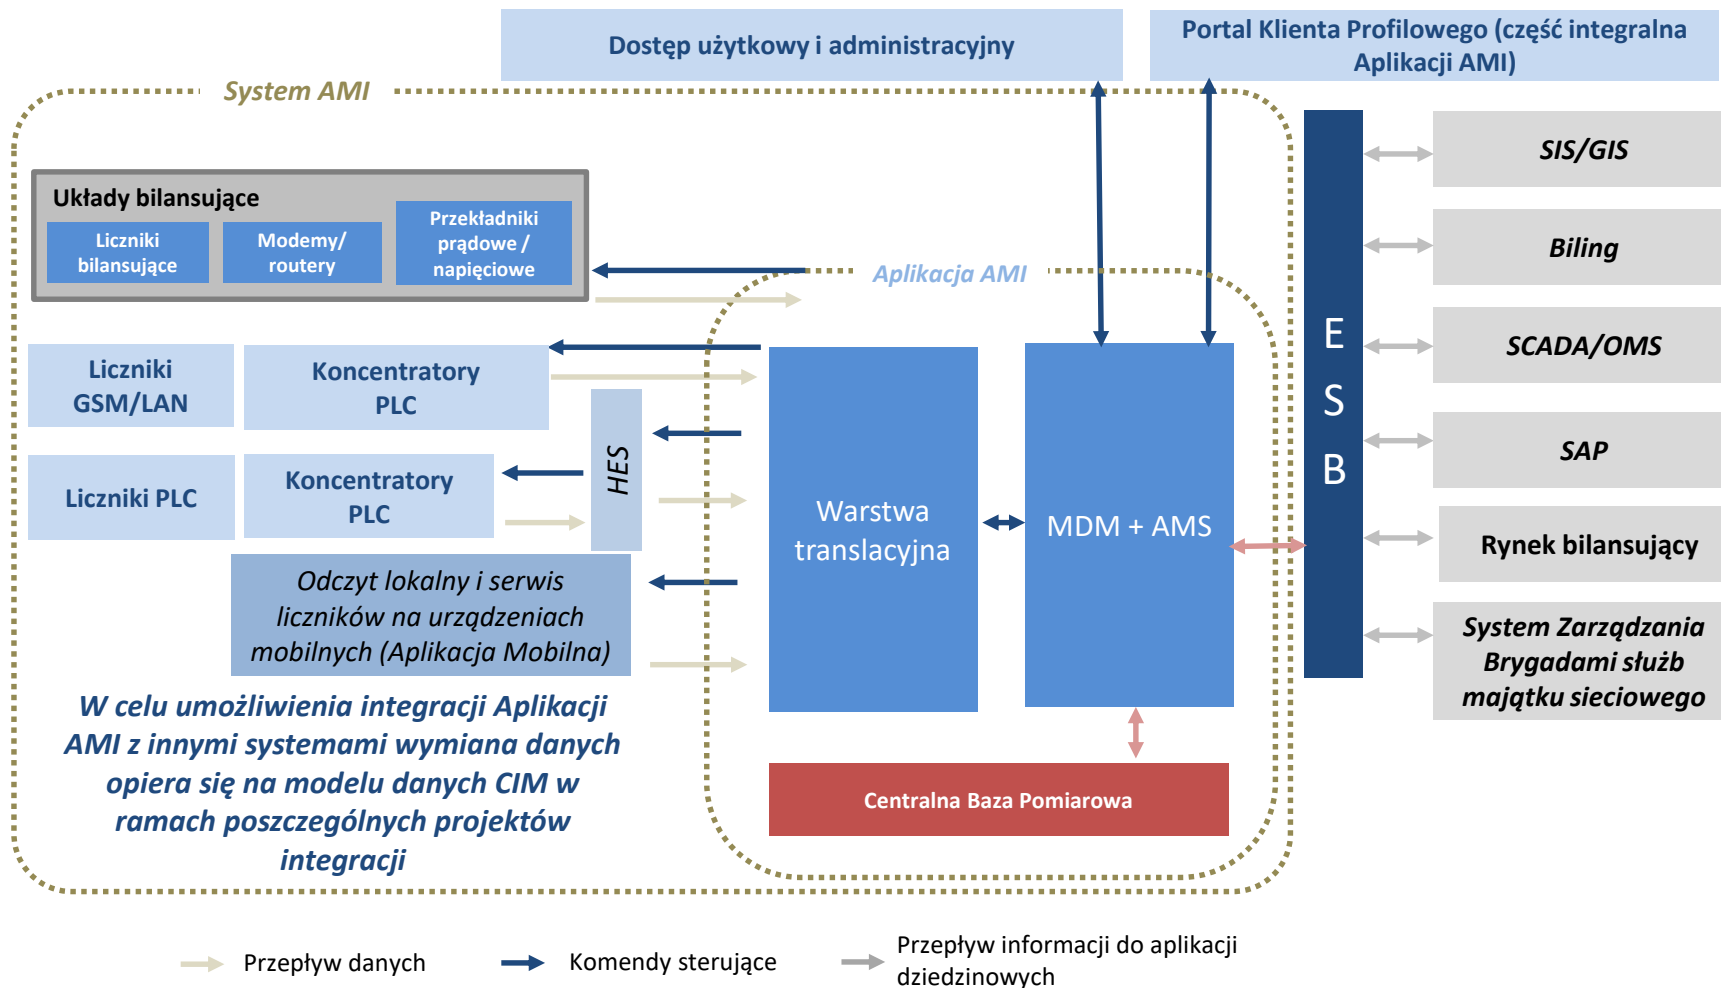 Dostęp użytkowy i administracyjny
Portal Klienta Profilowego (część integralna
Aplikacji AMI)
System AMI
Układy bilansujące
Liczniki
bilansujące
Modemy/
routery
Przekładniki
prądowe /
napięciowe
Aplikacja AMI
Liczniki
GSM/LAN
Koncentratory
PLC
HES
Liczniki PLC
Koncentratory
PLC
Odczyt lokalny i serwis
liczników na urządzeniach
mobilnych (Aplikacja Mobilna)
W celu umożliwienia integracji Aplikacji
AMI z innymi systemami wymiana danych
opiera się na modelu danych CIM w
ramach poszczególnych projektów
integracji
Warstwa
translacyjna
MDM + AMS
Centralna Baza Pomiarowa
E
S
B
SIS/GIS
Biling
SCADA/OMS
SAP
Rynek bilansujący
System Zarządzania
Brygadami służb
majątku sieciowego
Przepływ danych
Komendy sterujące
Przepływ informacji do aplikacji
dziedzinowych